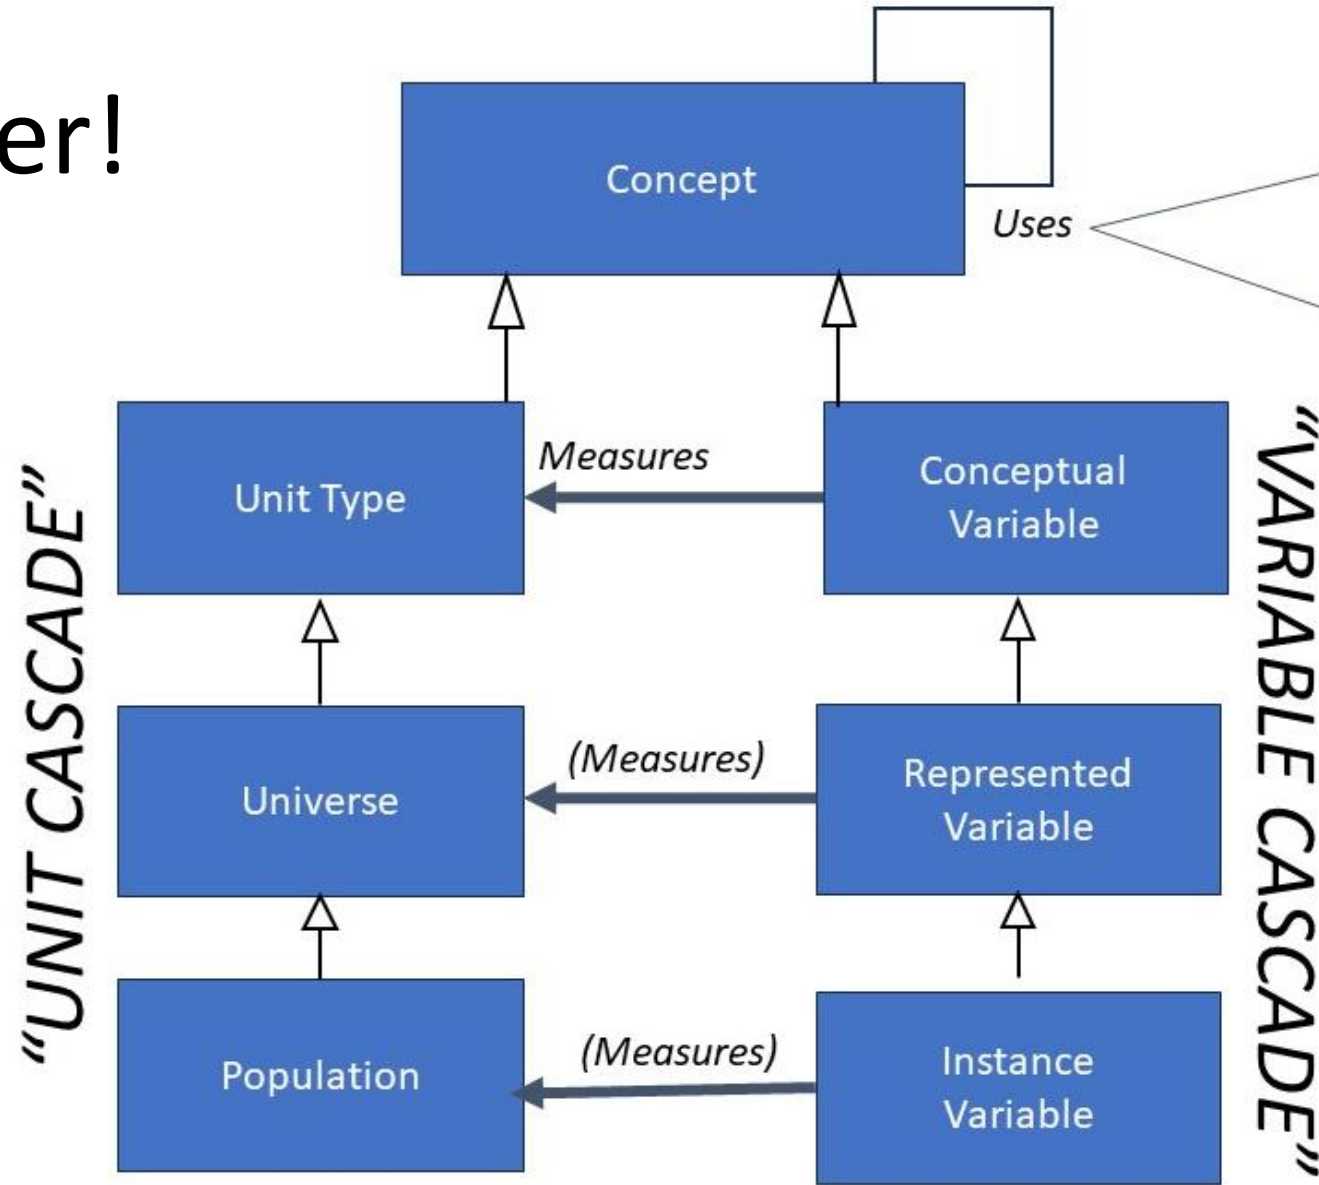 er!
Concept
Uses
Unit Type
Measures
Conceptual
Variable
“UNIT CASCADE”
“VARIABLE CASCADE”
Universe
(Measures)
Represented
Variable
Population
(Measures)
Instance
Variable